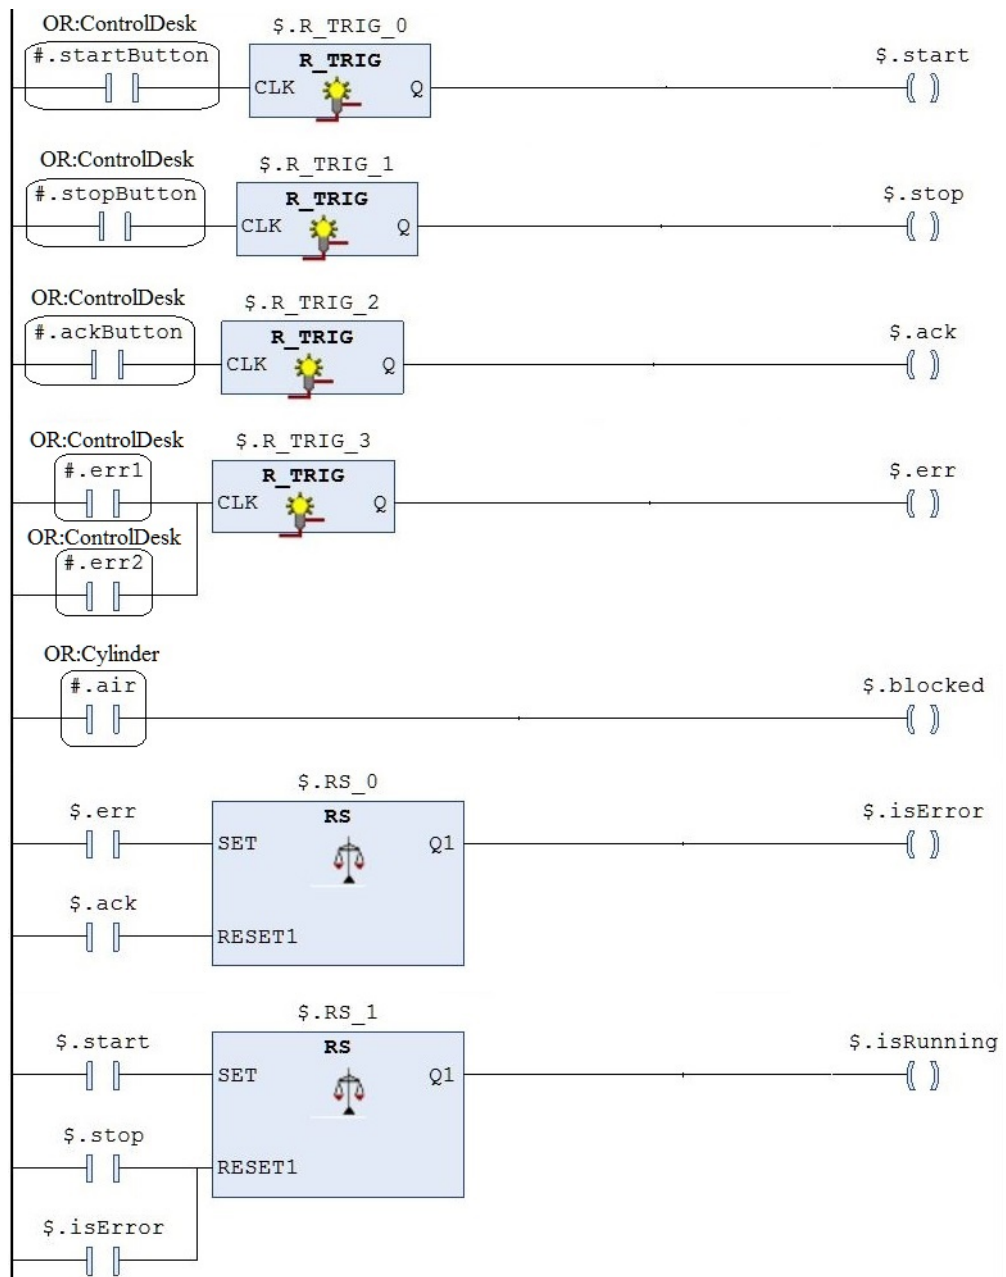 OR:ControlDesk
#.startButton
$.R_TRIG_0
R_TRIG
CLK
Q
$.start
OR:ControlDesk
#.stopButton
$.R_TRIG_1
R_TRIG
CLK
Q
$.stop
OR:ControlDesk
#.ackButton
$.R_TRIG_2
R_TRIG
CLK
Q
$.ack
OR:ControlDesk
#.err1
$.R_TRIG_3
R_TRIG
CLK
Q
$.err
OR:ControlDesk
#.err2
OR:Cylinder
#.air
$.blocked
$.RS_0
$.err
RS
SET
Q1
$.isError
$.ack
RESET1
$.RS_1
$.start
RS
SET
Q1
$.isRunning
$.stop
RESET1
$.isError